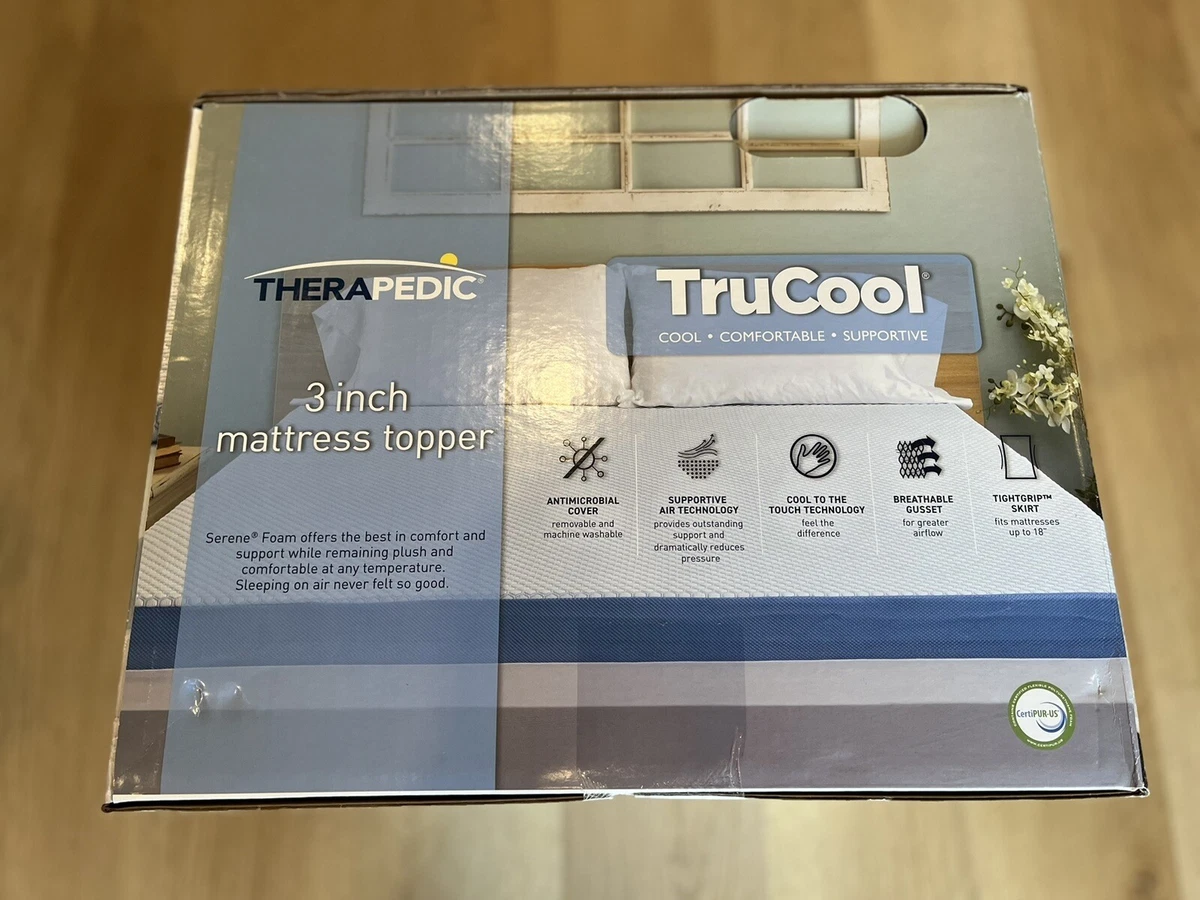 THERAPEDIC®
TruCool®
COOL • COMFORTABLE • SUPPORTIVE
3 inch
mattress topper
Serene® Foam offers the best in comfort and
support while remaining plush and
comfortable at any temperature.
Sleeping on air never felt so good.
ANTIMICROBIAL
COVER
removable and
machine washable
SUPPORTIVE
AIR TECHNOLOGY
provides outstanding
support and
dramatically reduces
pressure
COOL TO THE
TOUCH TECHNOLOGY
feel the
difference
BREATHABLE
GUSSET
for greater
airflow
TIGHTGRIP™
SKIRT
fits mattresses
up to 18"
CertiPUR-US®